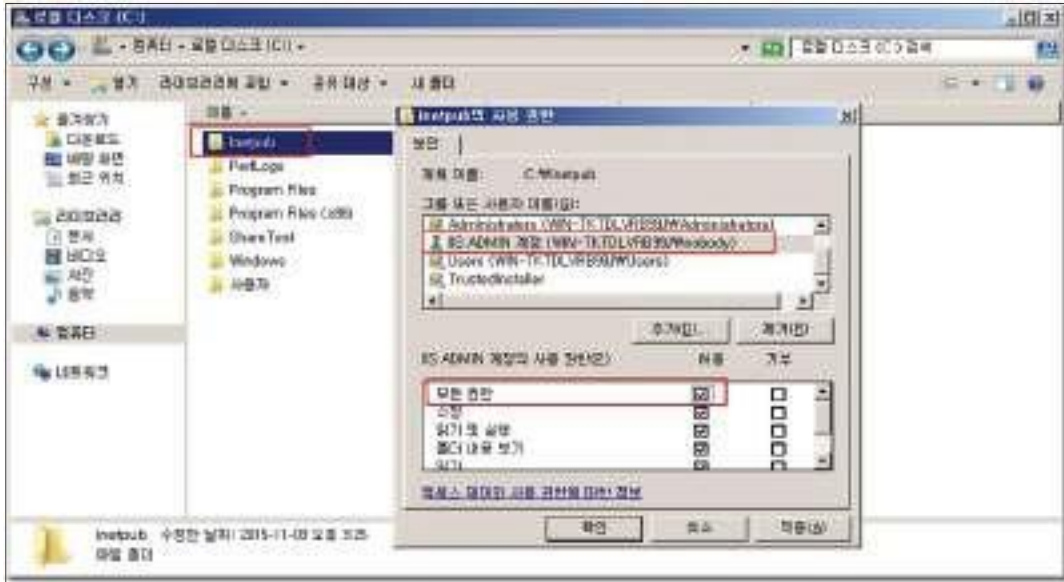 로컬 디스크 (C:)
컴퓨터 로컬 디스크 (C:)
로컬 디스크 (C:) 검색
구성 열기 라이브러리에 포함 공유 대상 새 폴더
즐겨찾기
다운로드
바탕 화면
최근 위치
라이브러리
문서
비디오
사진
음악
컴퓨터
네트워크
이름
inetpub
PerfLogs
Program Files
Program Files (x86)
ShareTest
Windows
사용자
inetpub의 사용 권한
보안
개체 이름: C:\inetpub
그룹 또는 사용자 이름(G):
IIS ADMIN 계정
TrustedInstaller
추가(D)... 제거(R)
IIS ADMIN 계정의 사용 권한(P) 허용 거부
모든 권한
수정
읽기 및 실행
폴더 내용 보기
읽기
액세스 제어와 사용 권한에 대한 정보
확인 취소 적용(A)
inetpub 수정한 날짜: 2015-11-03 오후 3:25
파일 폴더